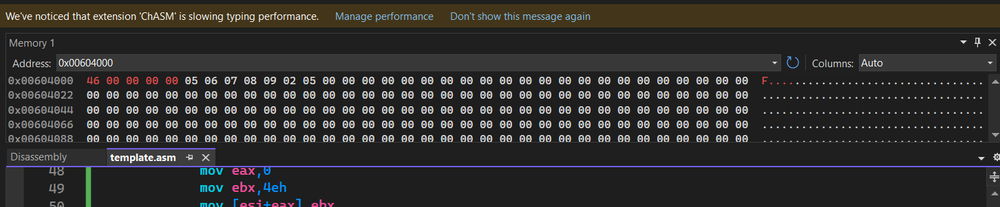 We've noticed that extension 'ChASM' is slowing typing performance. Manage performance Don't show this message again
Memory 1
Address: 0x00604000 Columns: Auto
0x00604000 46 00 00 00 00 05 06 07 08 09 02 05 00 00 00 00 00 00 00 00 00 00 00 00 00 00 00 00 00 00 00 00 00 00 F.................................
0x00604022 00 00 00 00 00 00 00 00 00 00 00 00 00 00 00 00 00 00 00 00 00 00 00 00 00 00 00 00 00 00 00 00 00 00 ..................................
0x00604044 00 00 00 00 00 00 00 00 00 00 00 00 00 00 00 00 00 00 00 00 00 00 00 00 00 00 00 00 00 00 00 00 00 00 ..................................
0x00604066 00 00 00 00 00 00 00 00 00 00 00 00 00 00 00 00 00 00 00 00 00 00 00 00 00 00 00 00 00 00 00 00 00 00 ..................................
0x00604088 00 00 00 00 00 00 00 00 00 00 00 00 00 00 00 00 00 00 00 00 00 00 00 00 00 00 00 00 00 00 00 00 00 00 ..................................
Disassembly template.asm
48 mov eax,0
49 mov ebx,4eh
50 mov [esi+eax],ebx